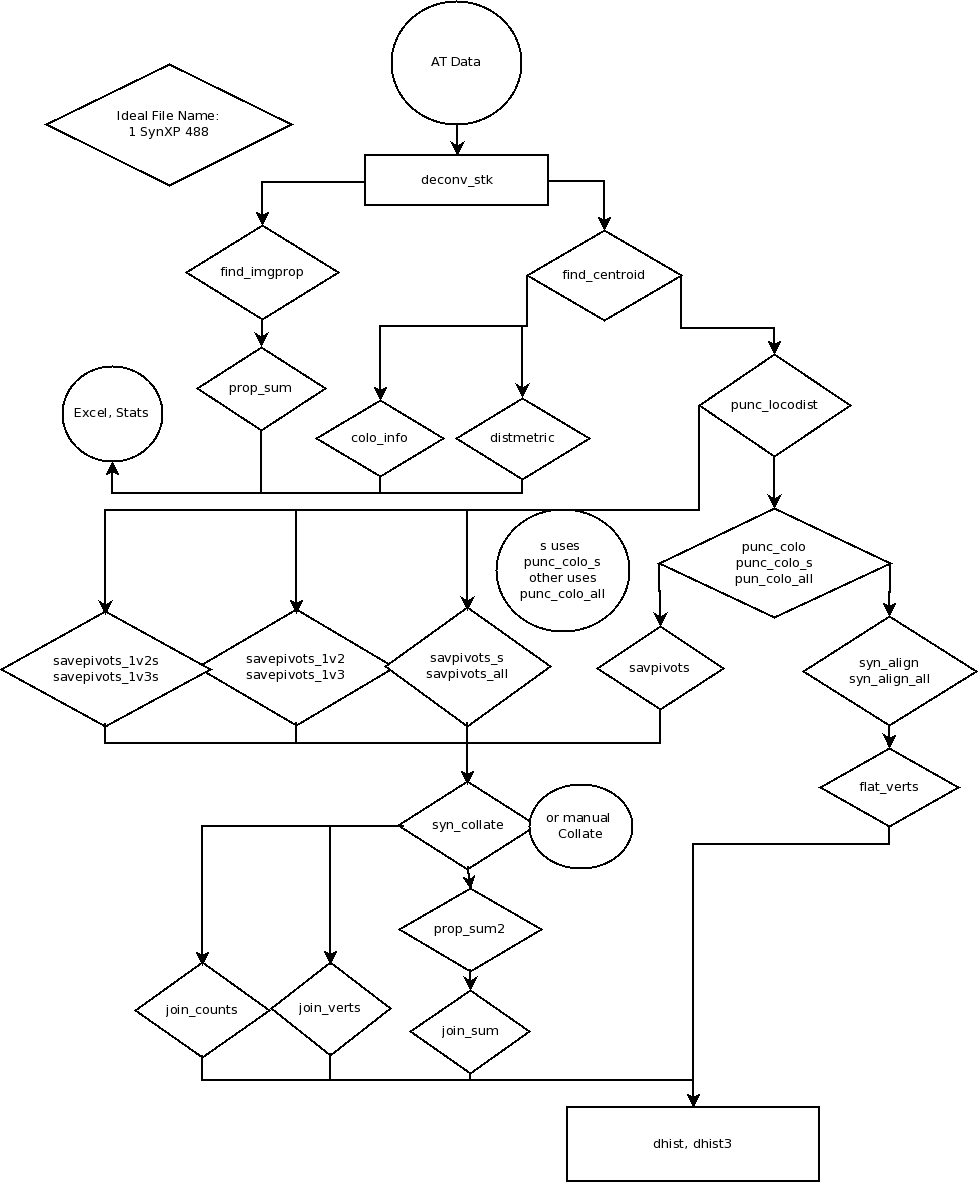 AT Data
Ideal File Name:
1 SynXP 488
deconv_stk
find_imgprop
find_centroid
prop_sum
Excel, Stats
colo_info
distmetric
punc_locodist
s uses
punc_colo_s
other uses
punc_colo_all
punc_colo
punc_colo_s
pun_colo_all
savepivots_1v2s
savepivots_1v3s
savepivots_1v2
savepivots_1v3
savpivots_s
savpivots_all
savpivots
syn_align
syn_align_all
flat_verts
syn_collate
or manual
Collate
prop_sum2
join_counts
join_verts
join_sum
dhist, dhist3